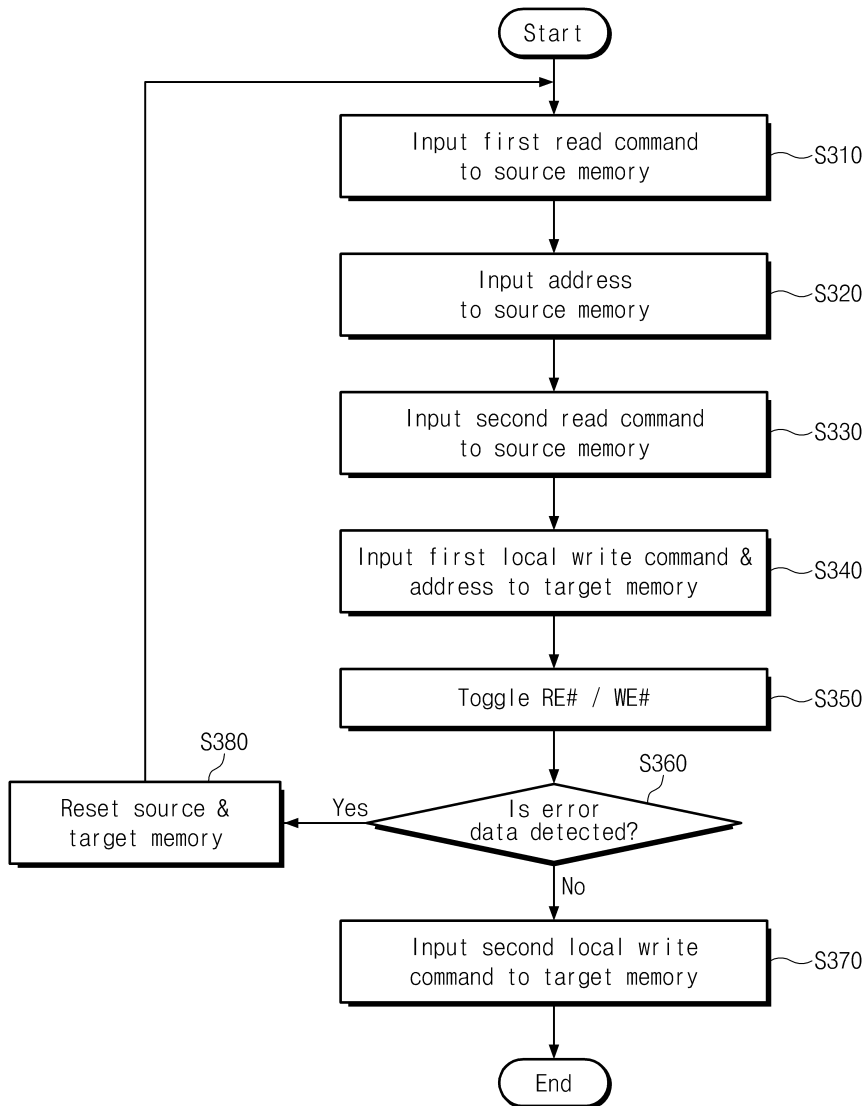 Start
Input first read command
to source memory
S310
Input address
to source memory
S320
Input second read command
to source memory
S330
Input first local write command &
address to target memory
S340
Toggle RE# / WE#
S350
S380
Reset source &
target memory
Yes
S360
Is error
data detected?
No
Input second local write
command to target memory
S370
End